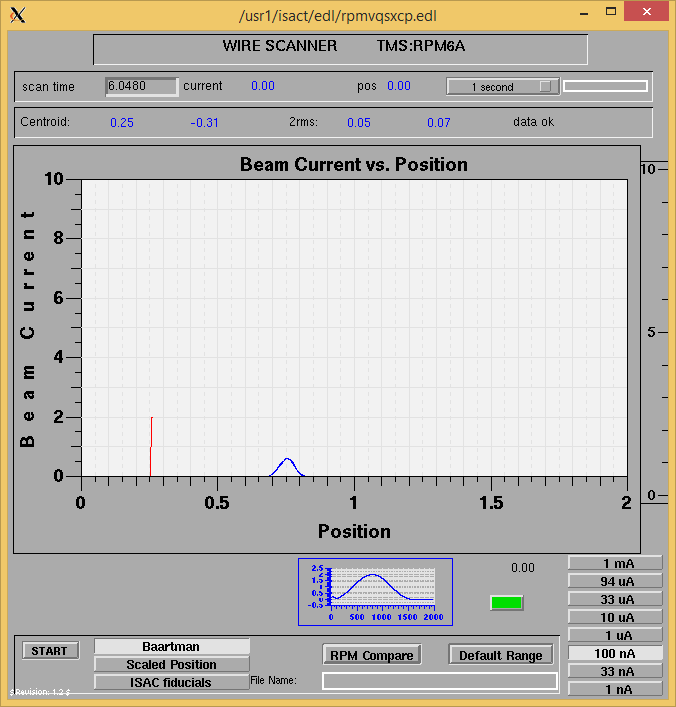 /usr1/isact/edl/rpmvqsxcp.edl
WIRE SCANNER TMS:RPM6A
scan time 6.0480 current 0.00 pos 0.00 1 second
Centroid: 0.25 -0.31 2rms: 0.05 0.07 data ok
Beam Current vs. Position
10
8
6
4
2
0
Beam Current
10
5
0
0 0.5 1 1.5 2
Position
2.5
2
1.5
1
0.5
0
-0.5
0 500 1000 1500 2000
0.00
1 mA
94 uA
33 uA
10 uA
1 uA
100 nA
33 nA
1 nA
START
Baartman
Scaled Position
ISAC fiducials
RPM Compare
Default Range
File Name:
$Revision: 1.2 $